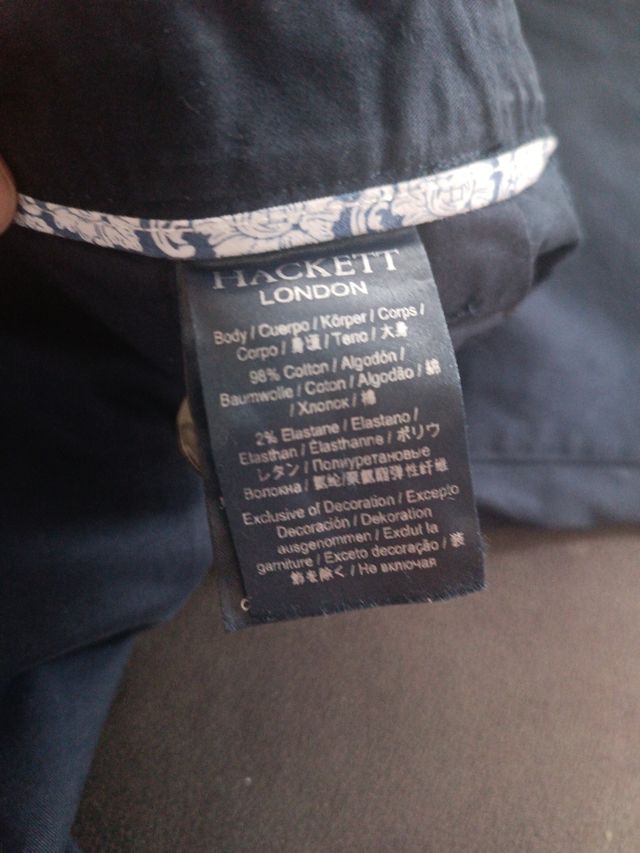 HACKETT
LONDON
Body / Cuerpo / Körper / Corps /
Corpo / 身頃 / Тело / 大身
98% Cotton / Algodón /
Baumwolle / Coton / Algodão / 綿
/ Хлопок / 棉
2% Elastane / Elastano /
Elasthan / Élasthanne / ポリウ
レタン / Полиуретановые
Волокна / 氨纶/聚氨酯弹性纤维
Exclusive of Decoration / Excepto
Decoración / Dekoration
ausgenommen / Exclut la
garniture / Exceto decoração / 装
飾を除く / Не включая